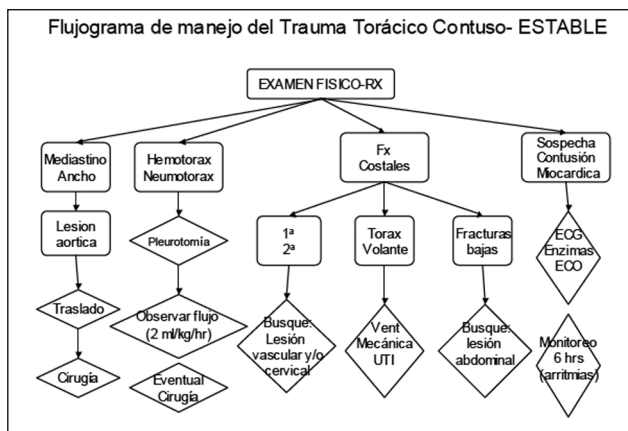 Flujograma de manejo del Trauma Torácico Contuso- ESTABLE
EXAMEN FISICO-RX
Mediastino
Ancho
Hemotorax
Neumotorax
Fx
Costales
Sospecha
Contusión
Miocardica
Lesion
aortica
Pleurotomía
1ª
2ª
Torax
Volante
Fracturas
bajas
ECG
Enzimas
ECO
Traslado
Observar flujo
(2 ml/kg/hr)
Busque:
Lesión
vascular y/o
cervical
Vent
Mecánica
UTI
Busque:
lesión
abdominal
Monitoreo
6 hrs
(arritmias)
Cirugía
Eventual
Cirugía